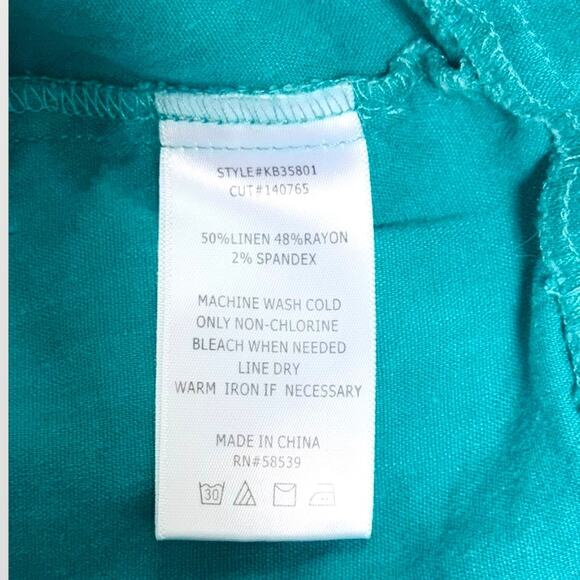 STYLE#KB35801
CUT#140765
50%LINEN 48%RAYON
2% SPANDEX
MACHINE WASH COLD
ONLY NON-CHLORINE
BLEACH WHEN NEEDED
LINE DRY
WARM IRON IF NECESSARY
MADE IN CHINA
RN#58539
30